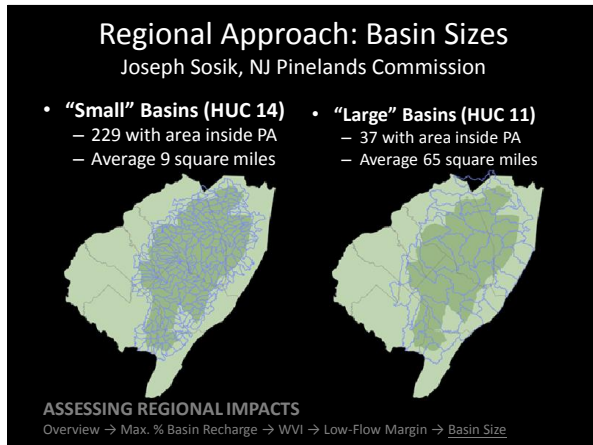 Regional Approach: Basin Sizes
Joseph Sosik, NJ Pinelands Commission
• “Small” Basins (HUC 14)
– 229 with area inside PA
– Average 9 square miles
• “Large” Basins (HUC 11)
– 37 with area inside PA
– Average 65 square miles
ASSESSING REGIONAL IMPACTS
Overview → Max. % Basin Recharge → WVI → Low-Flow Margin → Basin Size